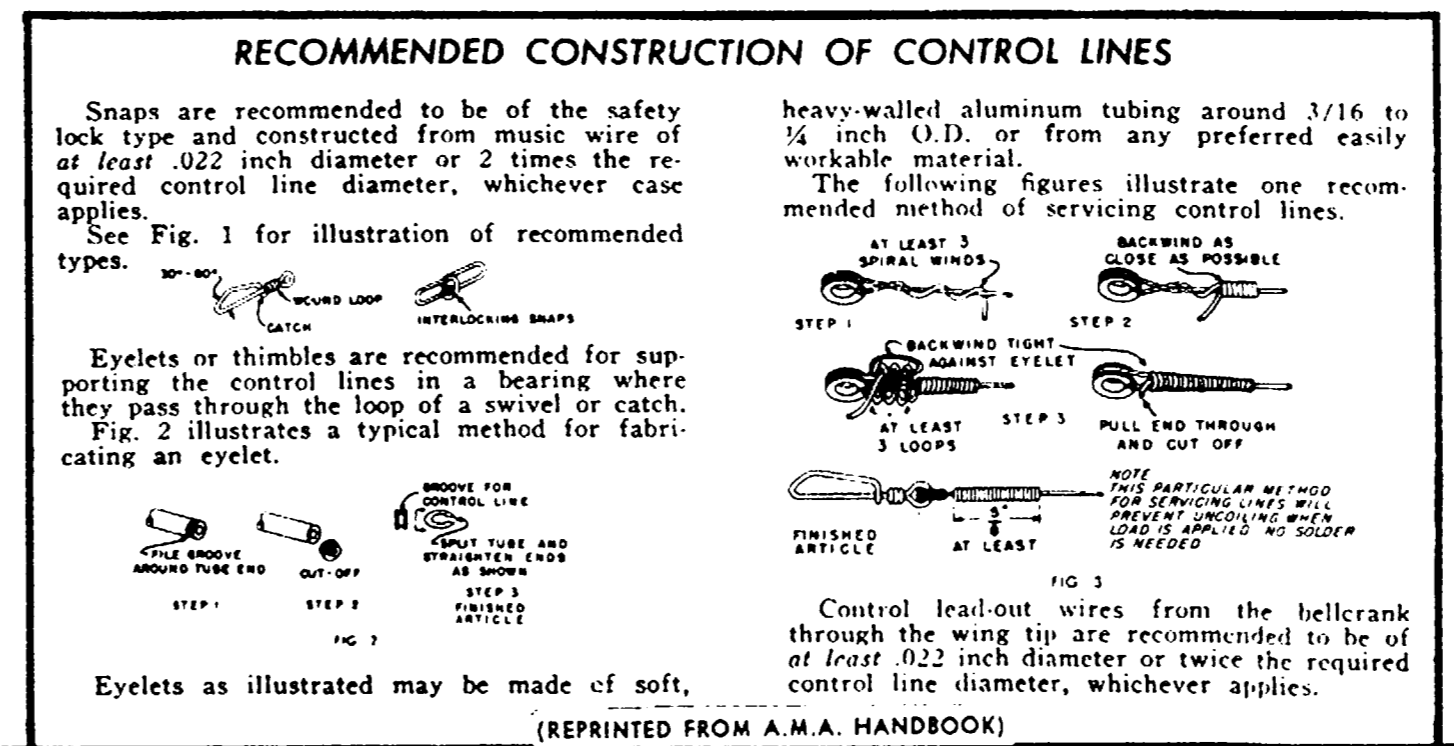 RECOMMENDED CONSTRUCTION OF CONTROL LINES
Snaps are recommended to be of the safety
lock type and constructed from music wire of
at least .022 inch diameter or 2 times the re-
quired control line diameter, whichever case
applies.
See Fig. 1 for illustration of recommended
types.
30°-60°
WOUND LOOP
CATCH
INTERLOCKING SNAPS
Eyelets or thimbles are recommended for sup-
porting the control lines in a bearing where
they pass through the loop of a swivel or catch.
Fig. 2 illustrates a typical method for fabri-
cating an eyelet.
FILE GROOVE
AROUND TUBE END
STEP 1
CUT-OFF
STEP 2
GROOVE FOR
CONTROL LINE
SPLIT TUBE AND
STRAIGHTEN ENDS
AS SHOWN
STEP 3
FINISHED
ARTICLE
FIG 2
Eyelets as illustrated may be made of soft,
heavy-walled aluminum tubing around 3/16 to
¼ inch O.D. or from any preferred easily
workable material.
The following figures illustrate one recom-
mended method of servicing control lines.
AT LEAST 3
SPIRAL WINDS
STEP 1
BACKWIND AS
CLOSE AS POSSIBLE
STEP 2
BACKWIND TIGHT
AGAINST EYELET
AT LEAST
3 LOOPS
STEP 3
PULL END THROUGH
AND CUT OFF
FINISHED
ARTICLE
AT LEAST
NOTE
THIS PARTICULAR METHOD
FOR SERVICING LINES WILL
PREVENT UNCOILING WHEN
LOAD IS APPLIED NO SOLDER
IS NEEDED
FIG 3
Control lead-out wires from the bellcrank
through the wing tip are recommended to be of
at least .022 inch diameter or twice the required
control line diameter, whichever applies.
(REPRINTED FROM A.M.A. HANDBOOK)